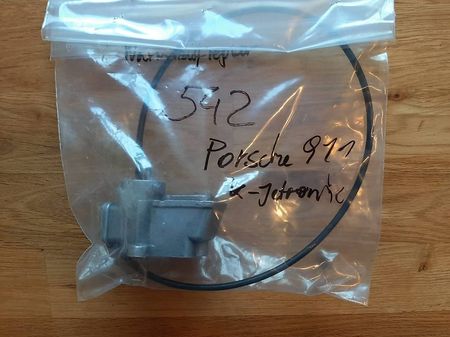 542
Porsche 911
K-Jetronic